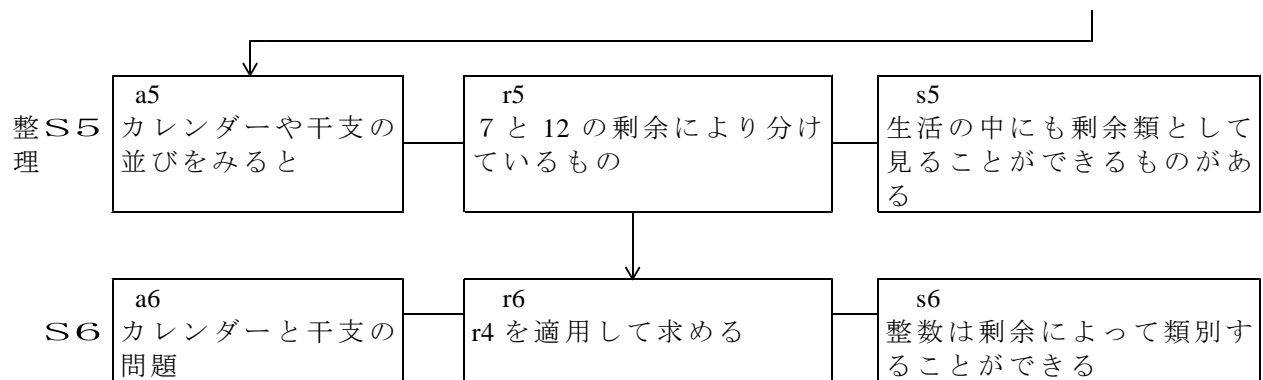 整 S5
理
a5
カレンダーや干支の
並びをみると
r5
7と12の剰余により分け
ているもの
s5
生活の中にも剰余類として
見ることができるものがあ
る
S6
a6
カレンダーと干支の
問題
r6
r4を適用して求める
s6
整数は剰余によって類別す
ることができる